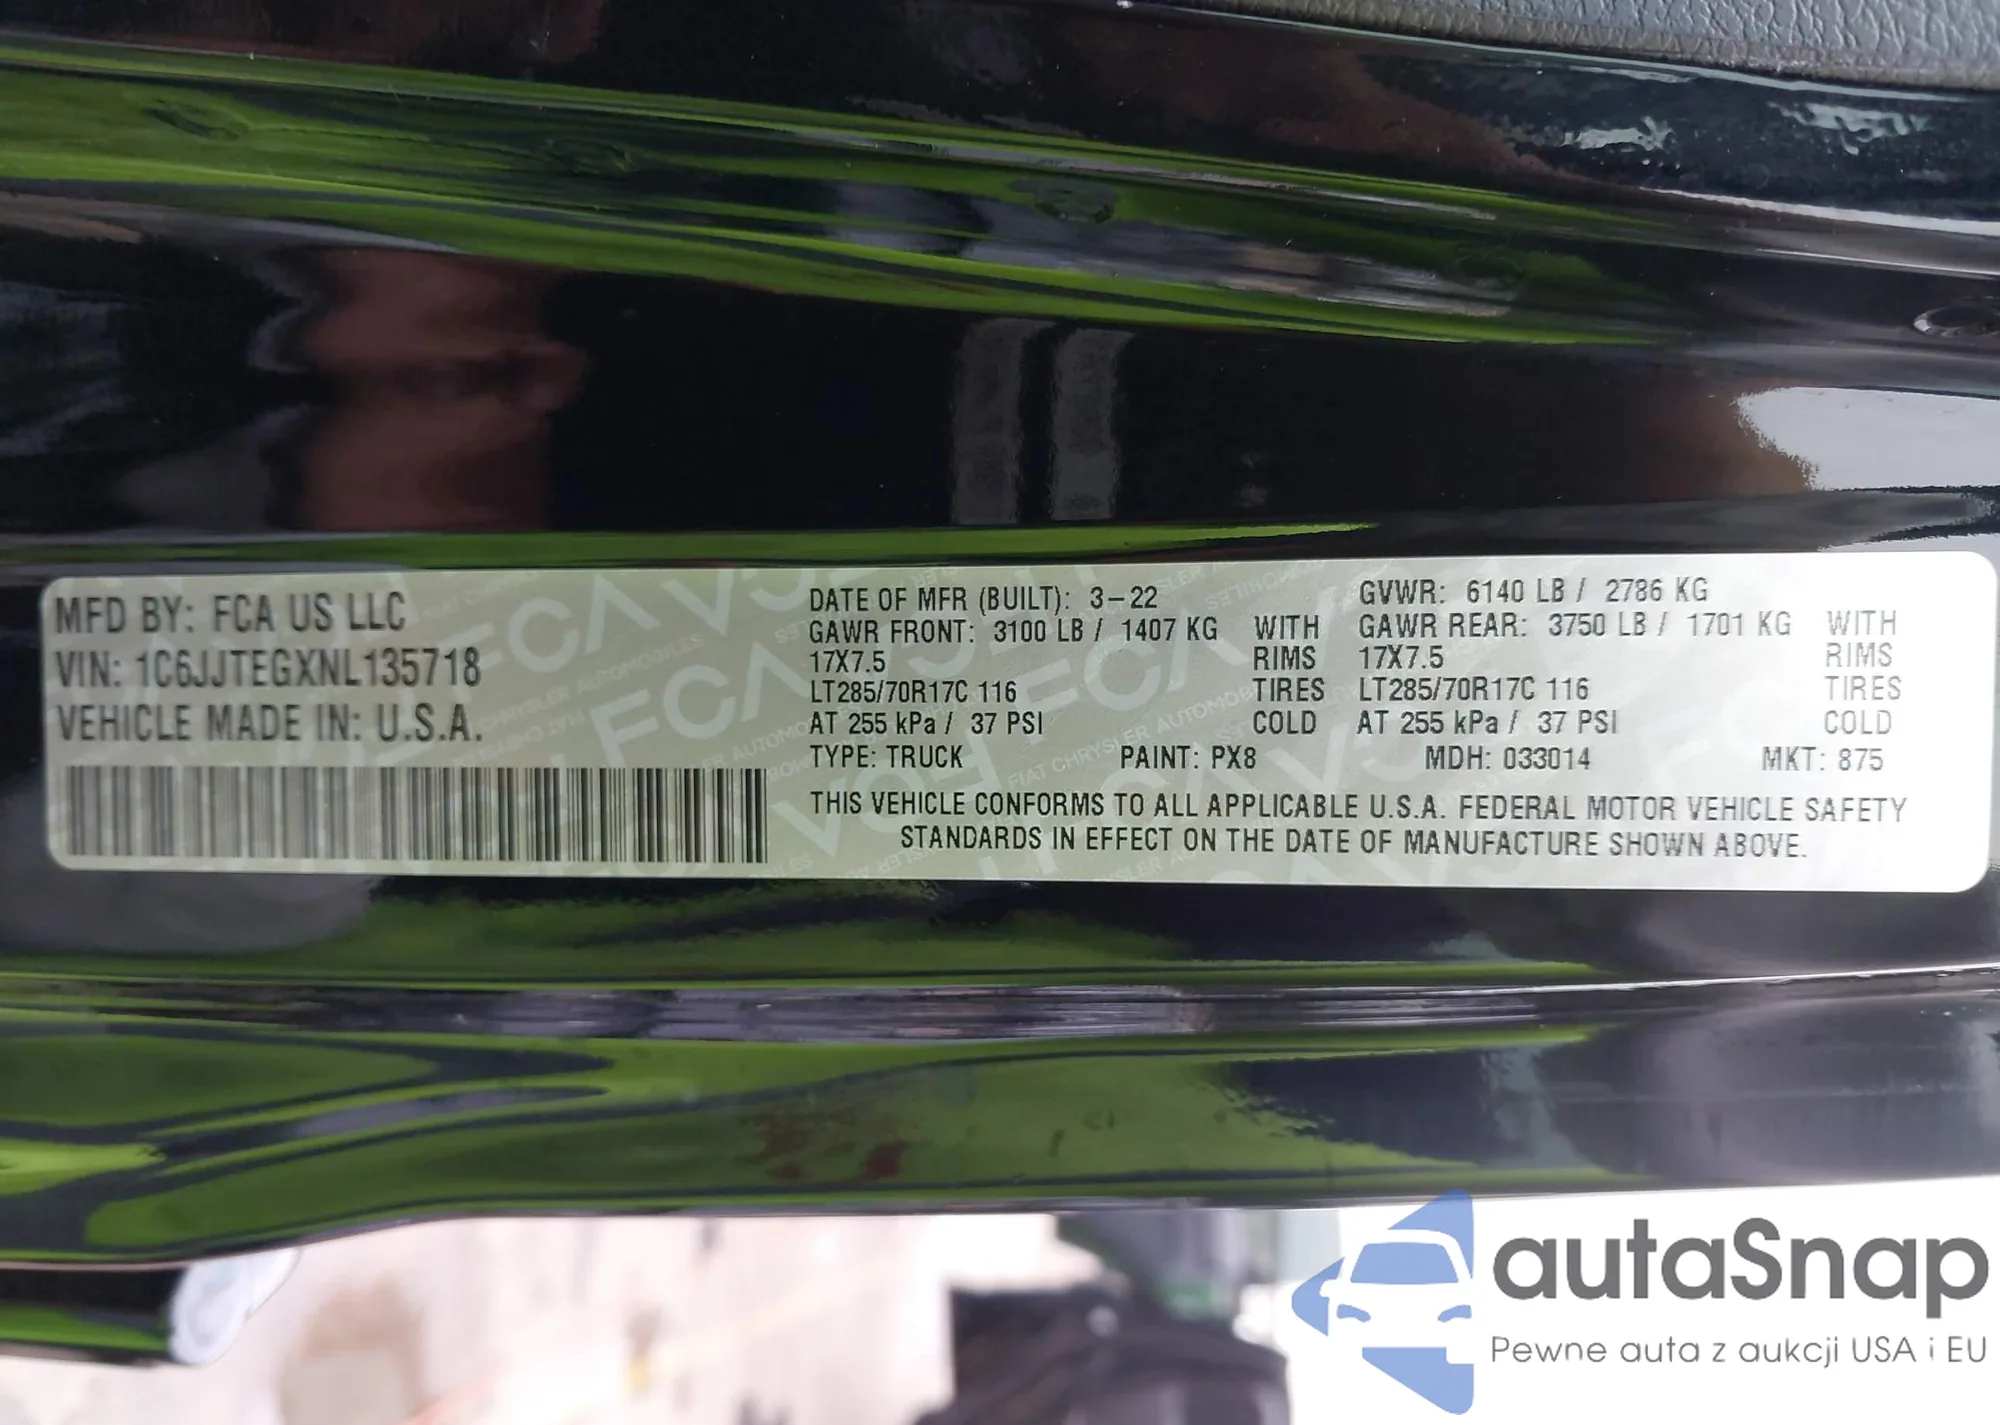 MFD BY: FCA US LLC
VIN: 1C6JJTEGXNL135718
VEHICLE MADE IN: U.S.A.
DATE OF MFR (BUILT): 3-22 GVWR: 6140 LB / 2786 KG
GAWR FRONT: 3100 LB / 1407 KG WITH GAWR REAR: 3750 LB / 1701 KG WITH
17X7.5 RIMS 17X7.5 RIMS
LT285/70R17C 116 TIRES LT285/70R17C 116 TIRES
AT 255 kPa / 37 PSI COLD AT 255 kPa / 37 PSI COLD
TYPE: TRUCK PAINT: PX8 MDH: 033014 MKT: 875
THIS VEHICLE CONFORMS TO ALL APPLICABLE U.S.A. FEDERAL MOTOR VEHICLE SAFETY
STANDARDS IN EFFECT ON THE DATE OF MANUFACTURE SHOWN ABOVE.
autaSnap
Pewne auta z aukcji USA i EU